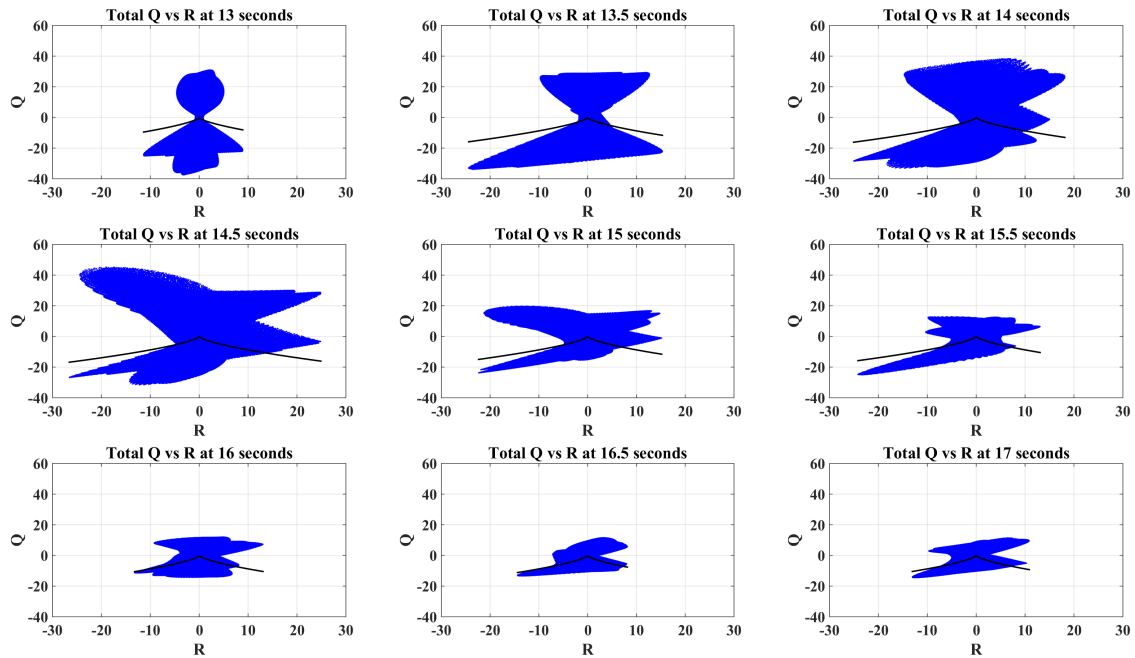 Total Q vs R at 13 seconds
60
40
20
0
-20
-40
Q
-30 -20 -10 0 10 20 30
R
Total Q vs R at 13.5 seconds
60
40
20
0
-20
-40
Q
-30 -20 -10 0 10 20 30
R
Total Q vs R at 14 seconds
60
40
20
0
-20
-40
Q
-30 -20 -10 0 10 20 30
R
Total Q vs R at 14.5 seconds
60
40
20
0
-20
-40
Q
-30 -20 -10 0 10 20 30
R
Total Q vs R at 15 seconds
60
40
20
0
-20
-40
Q
-30 -20 -10 0 10 20 30
R
Total Q vs R at 15.5 seconds
60
40
20
0
-20
-40
Q
-30 -20 -10 0 10 20 30
R
Total Q vs R at 16 seconds
60
40
20
0
-20
-40
Q
-30 -20 -10 0 10 20 30
R
Total Q vs R at 16.5 seconds
60
40
20
0
-20
-40
Q
-30 -20 -10 0 10 20 30
R
Total Q vs R at 17 seconds
60
40
20
0
-20
-40
Q
-30 -20 -10 0 10 20 30
R